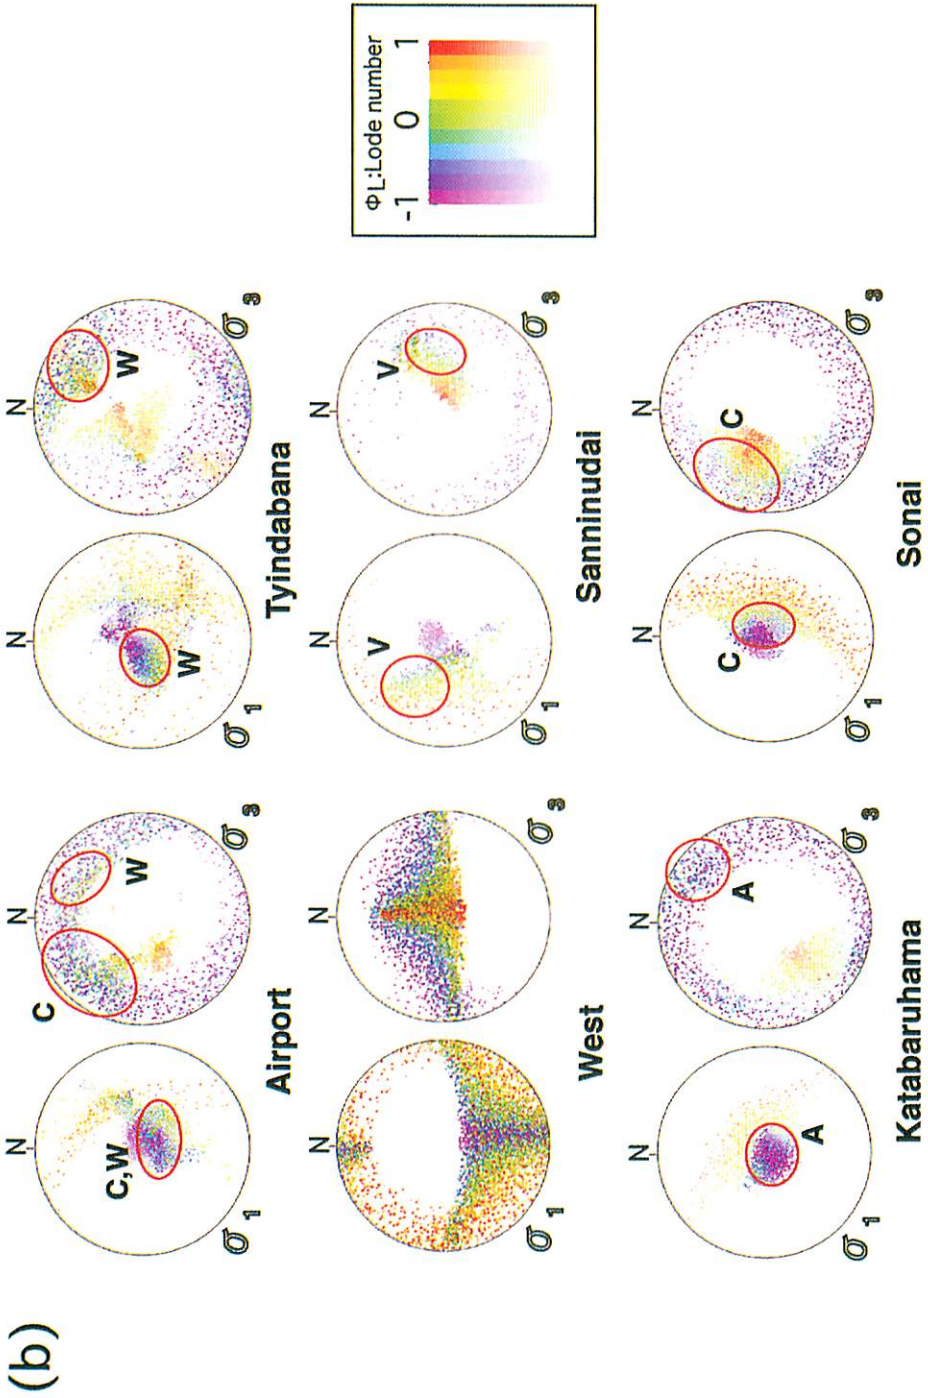 (b)
N N N N
C,W C W W W
σ1 σ3 σ1 σ3
Airport Tyindabana
N N N N
V V
σ1 σ3 σ1 σ3
West Sanninudai
N N N N
A A C C
σ1 σ3 σ1 σ3
Katabaruhama Sonai
ΦL:Lode number
-1 0 1